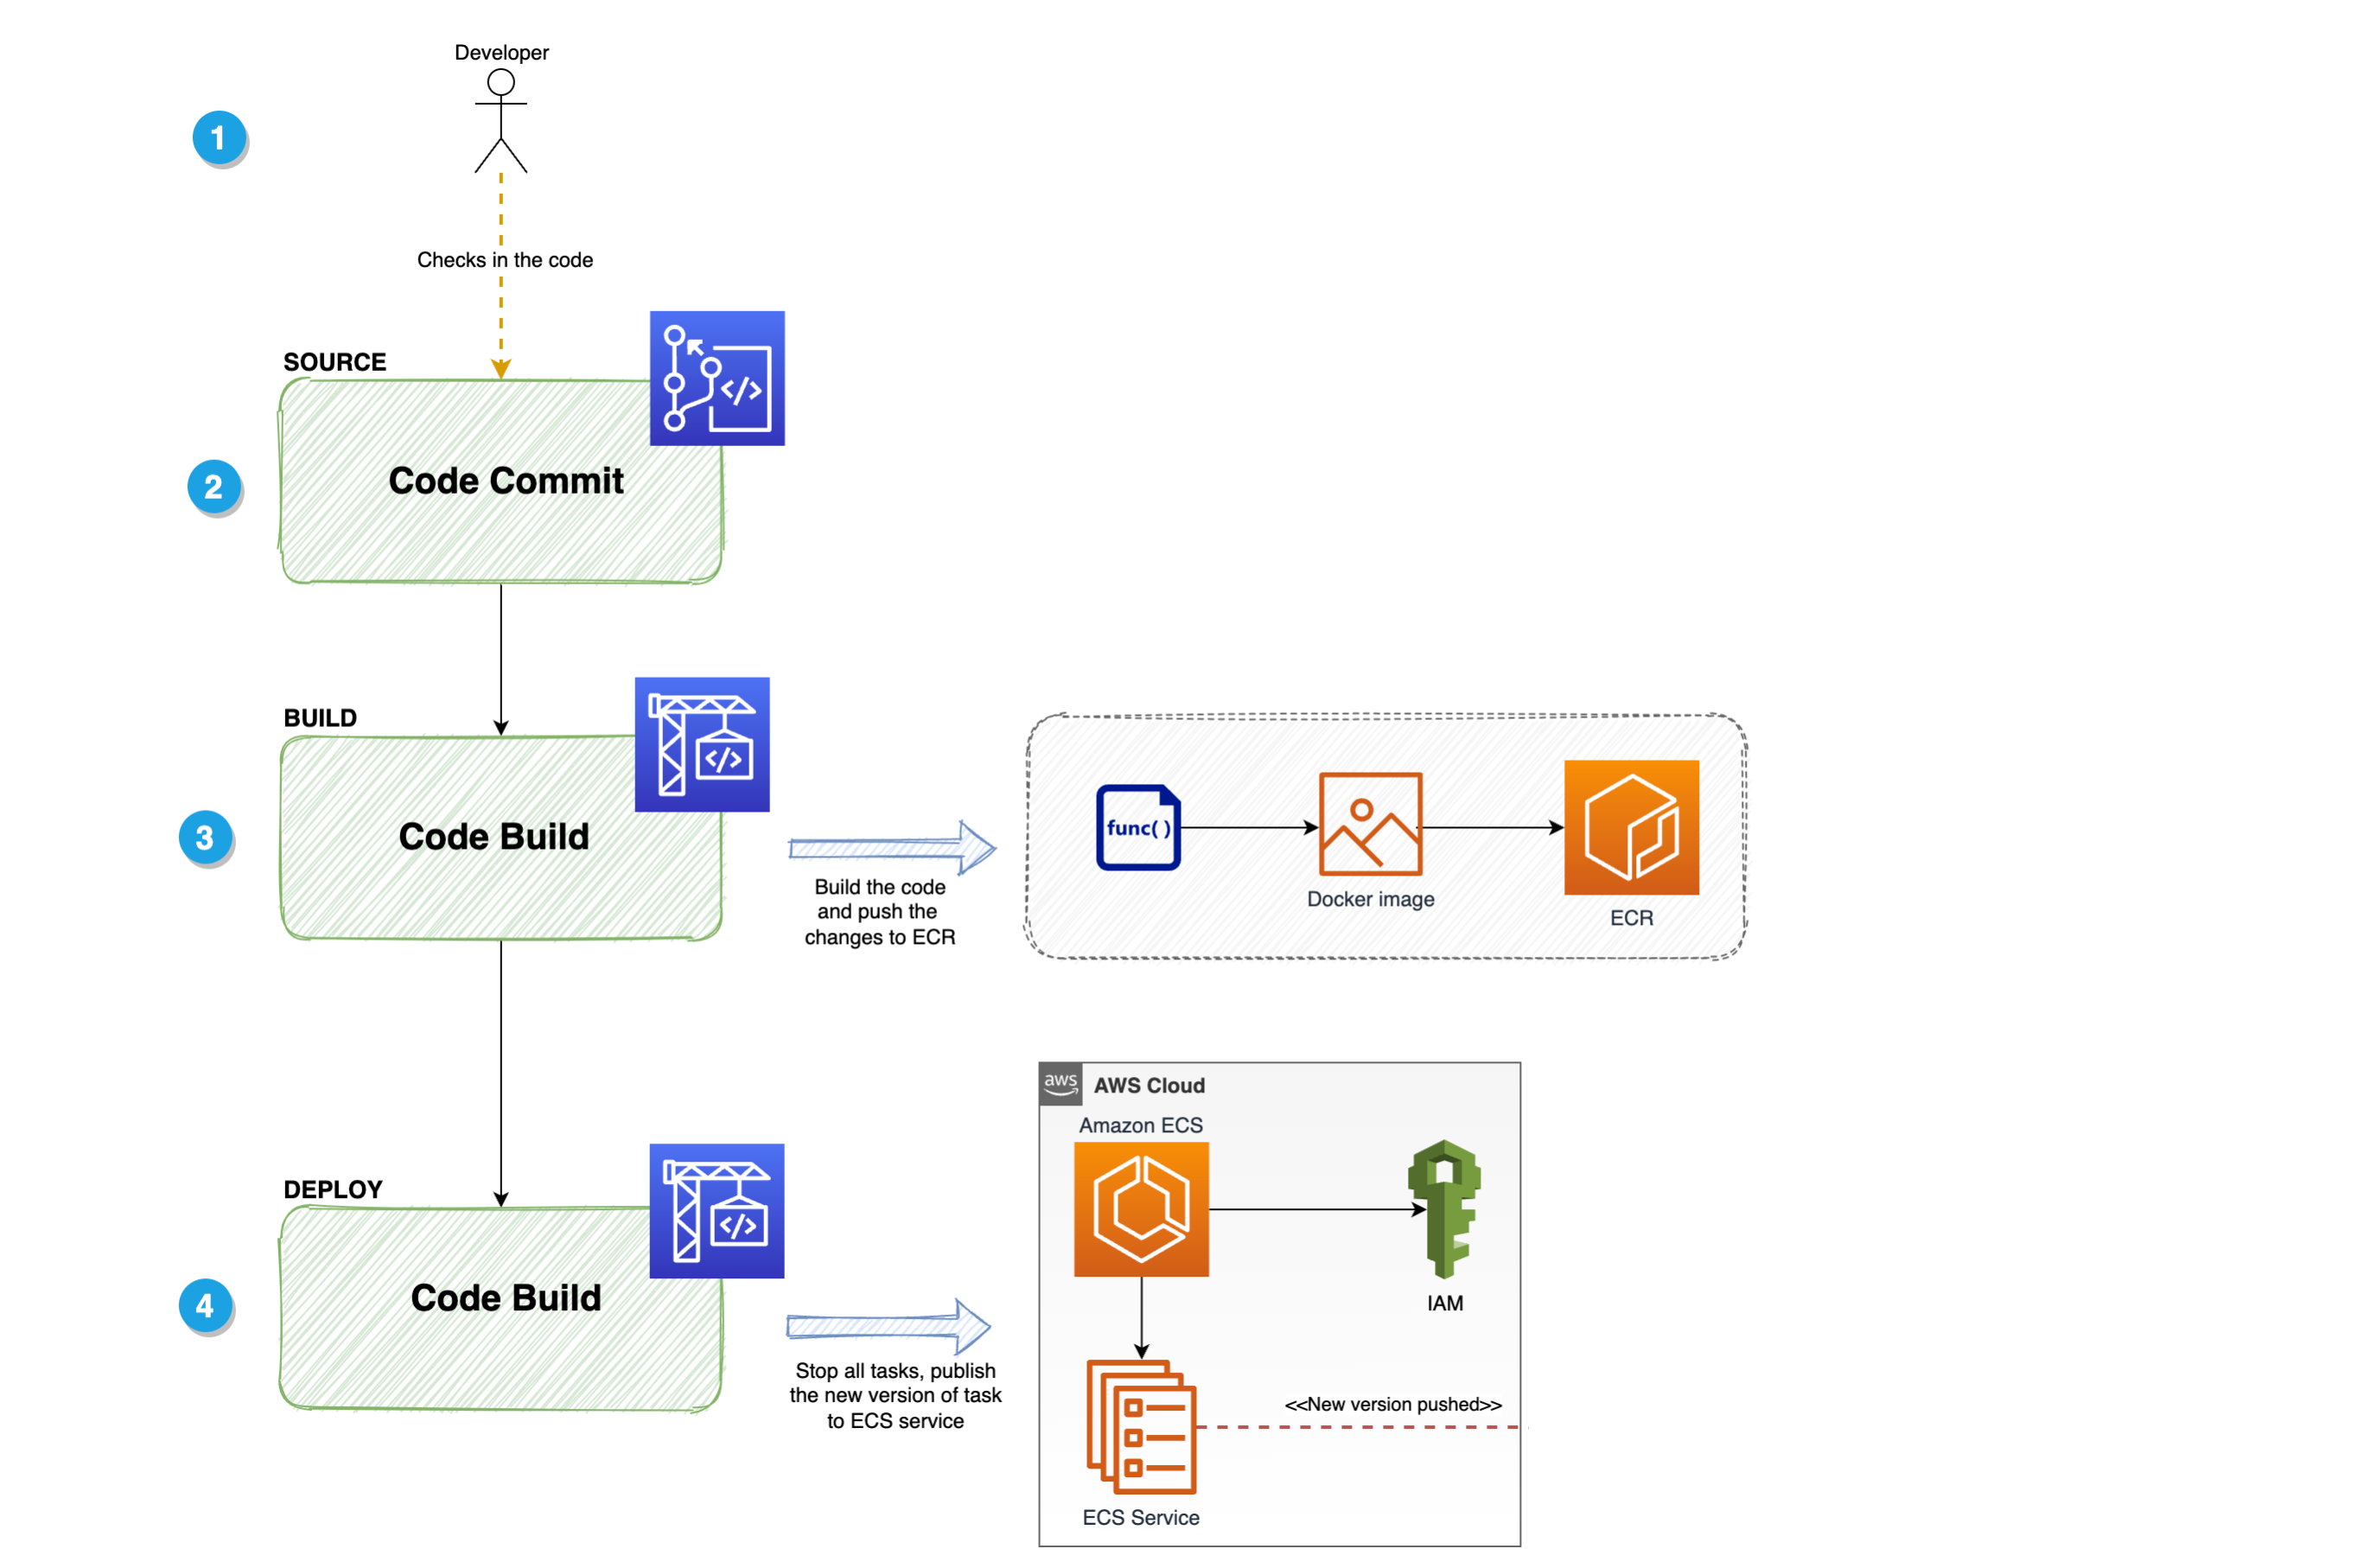 Developer
1
Checks in the code
SOURCE
</>
Code Commit
2
BUILD
</>
Code Build
3
Build the code
and push the
changes to ECR
func()
Docker image
ECR
DEPLOY
</>
Code Build
4
Stop all tasks, publish
the new version of task
to ECS service
aws
AWS Cloud
Amazon ECS
IAM
<<New version pushed>>
ECS Service